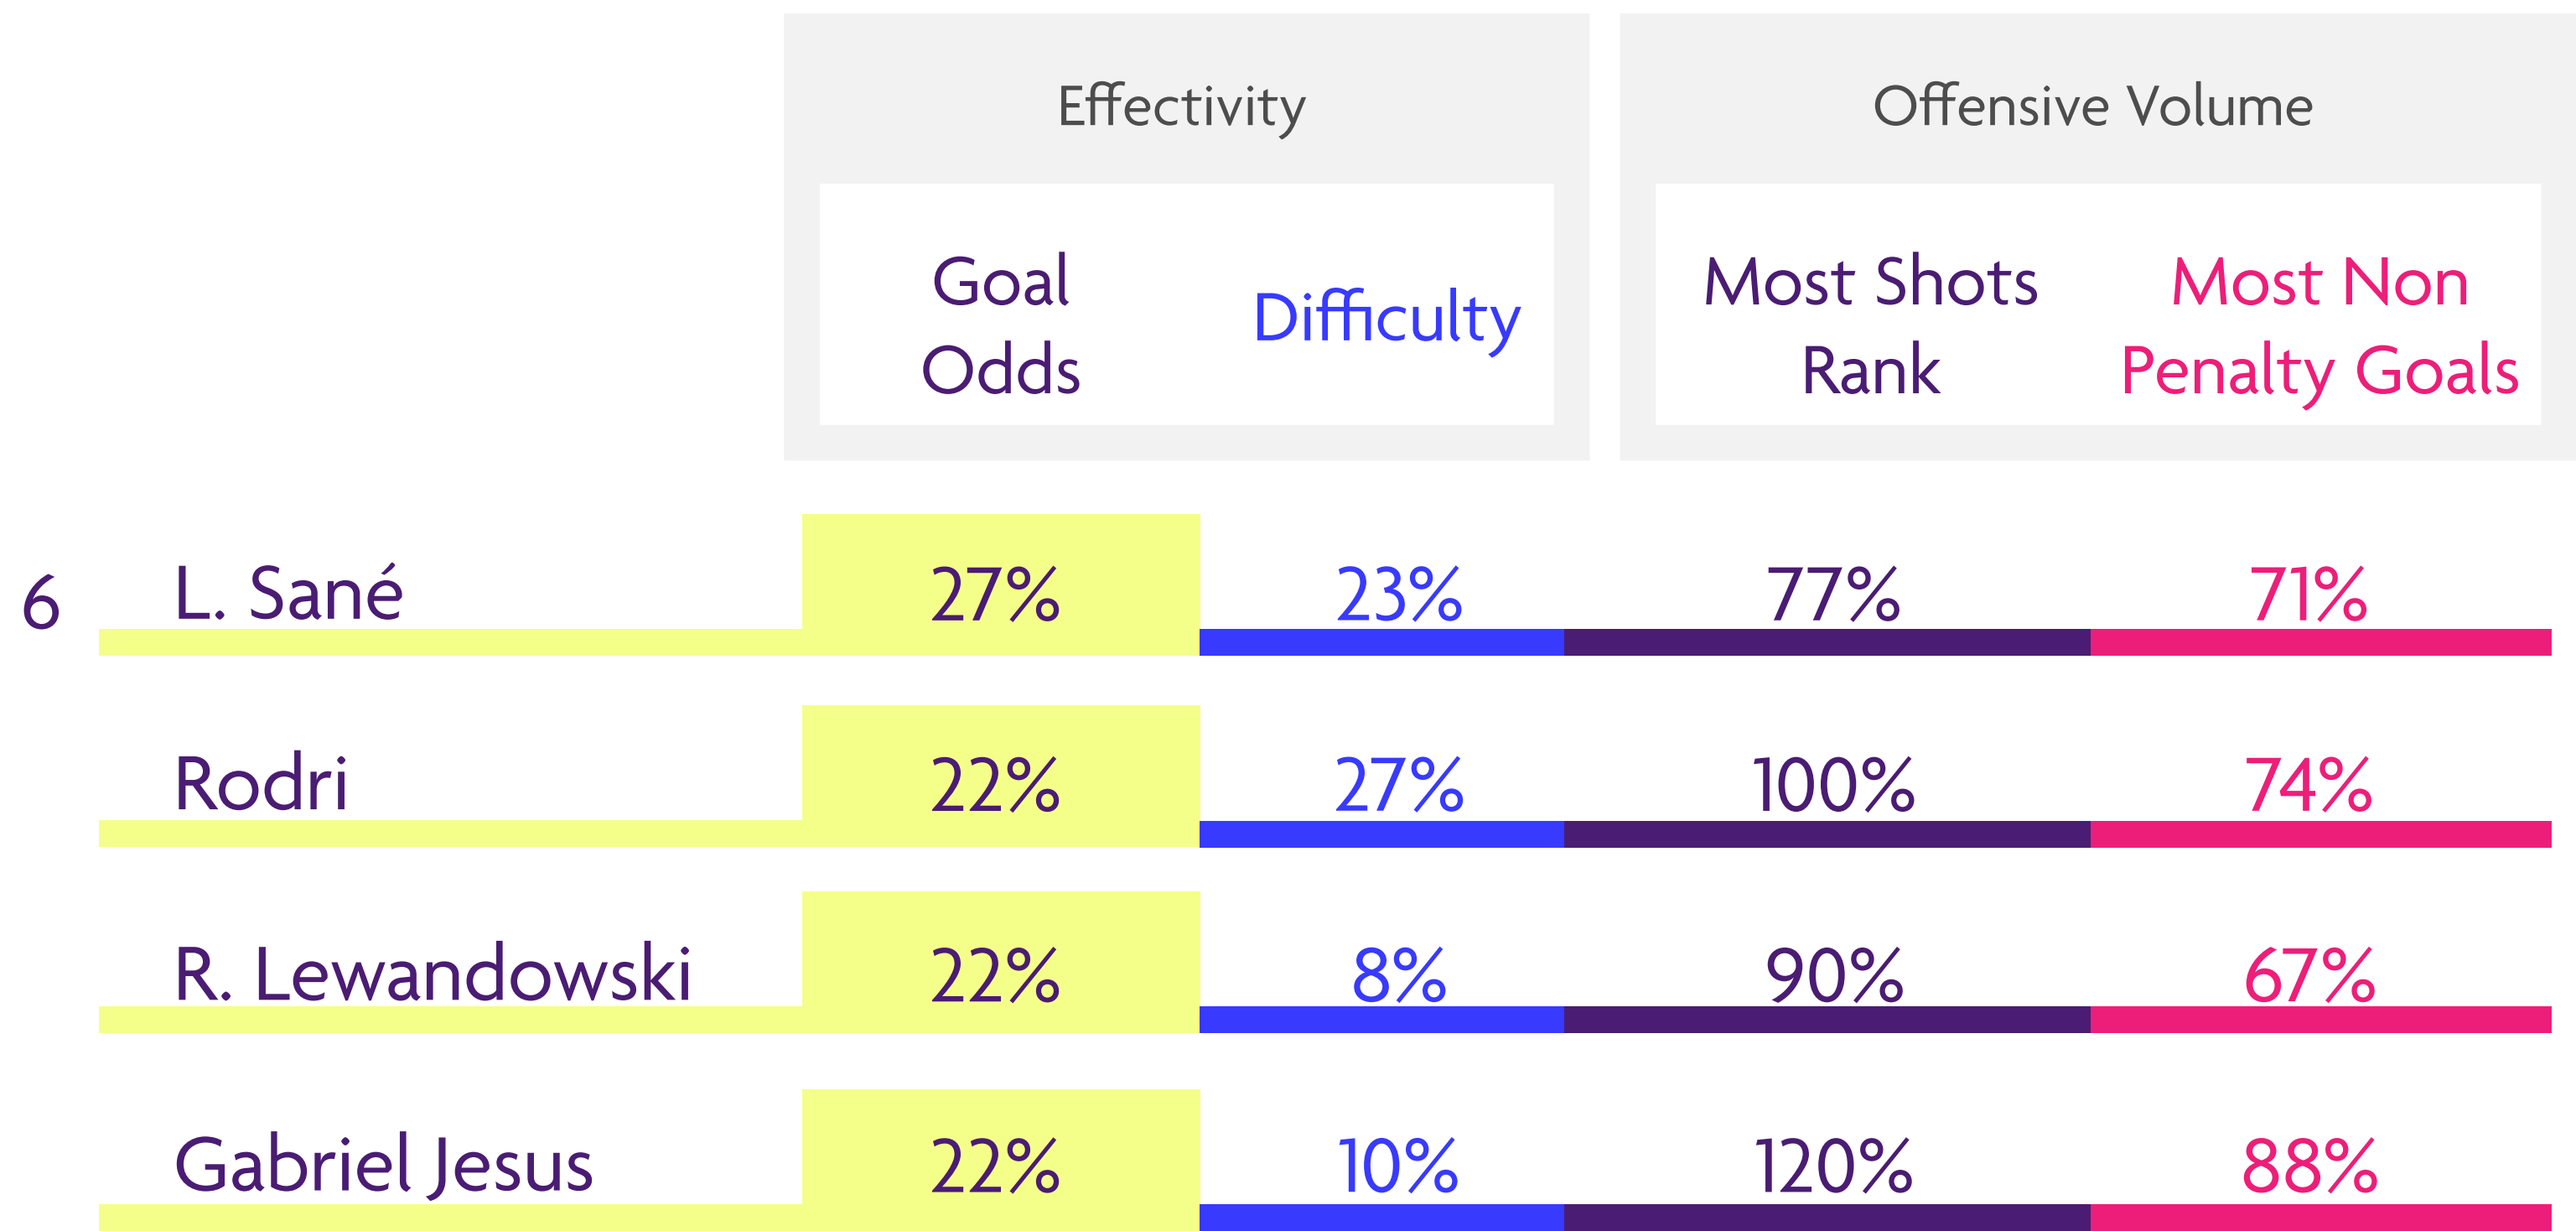 Effectivity Offensive Volume
Goal Odds Difficulty Most Shots Rank Most Non Penalty Goals
6 L. Sané 27% 23% 77% 71%
Rodri 22% 27% 100% 74%
R. Lewandowski 22% 8% 90% 67%
Gabriel Jesus 22% 10% 120% 88%